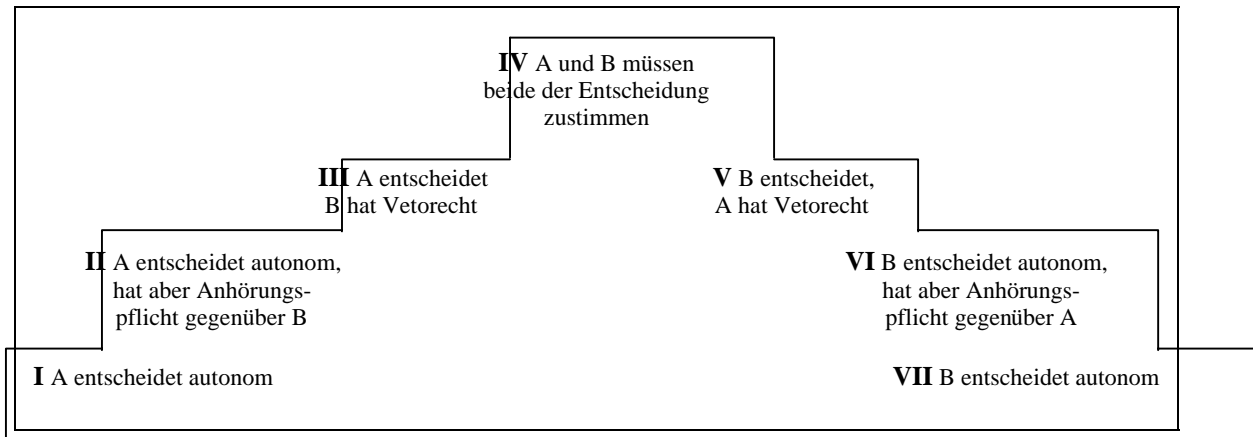 IV A und B müssen
beide der Entscheidung
zustimmen
III A entscheidet
B hat Vetorecht
V B entscheidet,
A hat Vetorecht
II A entscheidet autonom,
hat aber Anhörungs-
pflicht gegenüber B
VI B entscheidet autonom,
hat aber Anhörungs-
pflicht gegenüber A
I A entscheidet autonom
VII B entscheidet autonom